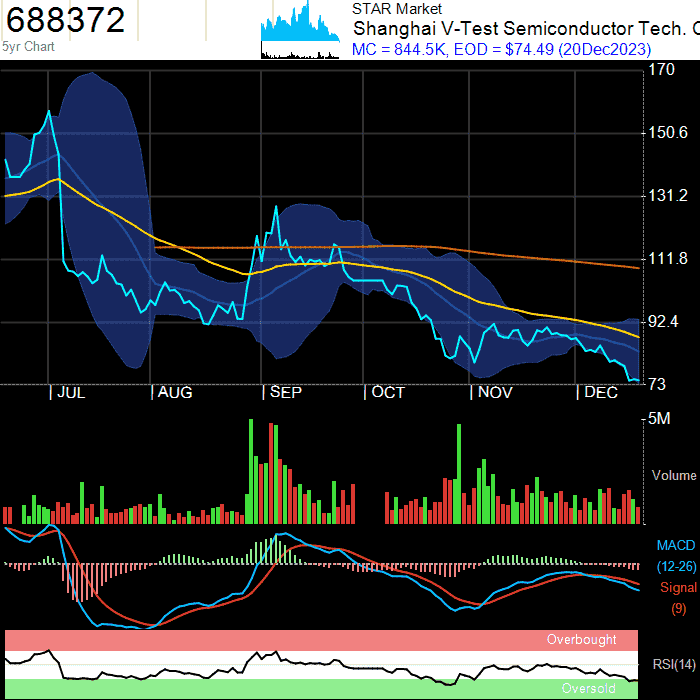 688372
5yr Chart
STAR Market
Shanghai V-Test Semiconductor Tech. C
MC = 844.5K, EOD = $74.49 (20Dec2023)
170
150.6
131.2
111.8
92.4
73
JUL
AUG
SEP
OCT
NOV
DEC
5M
Volume
MACD
(12-26)
Signal
(9)
Overbought
RSI(14)
Oversold